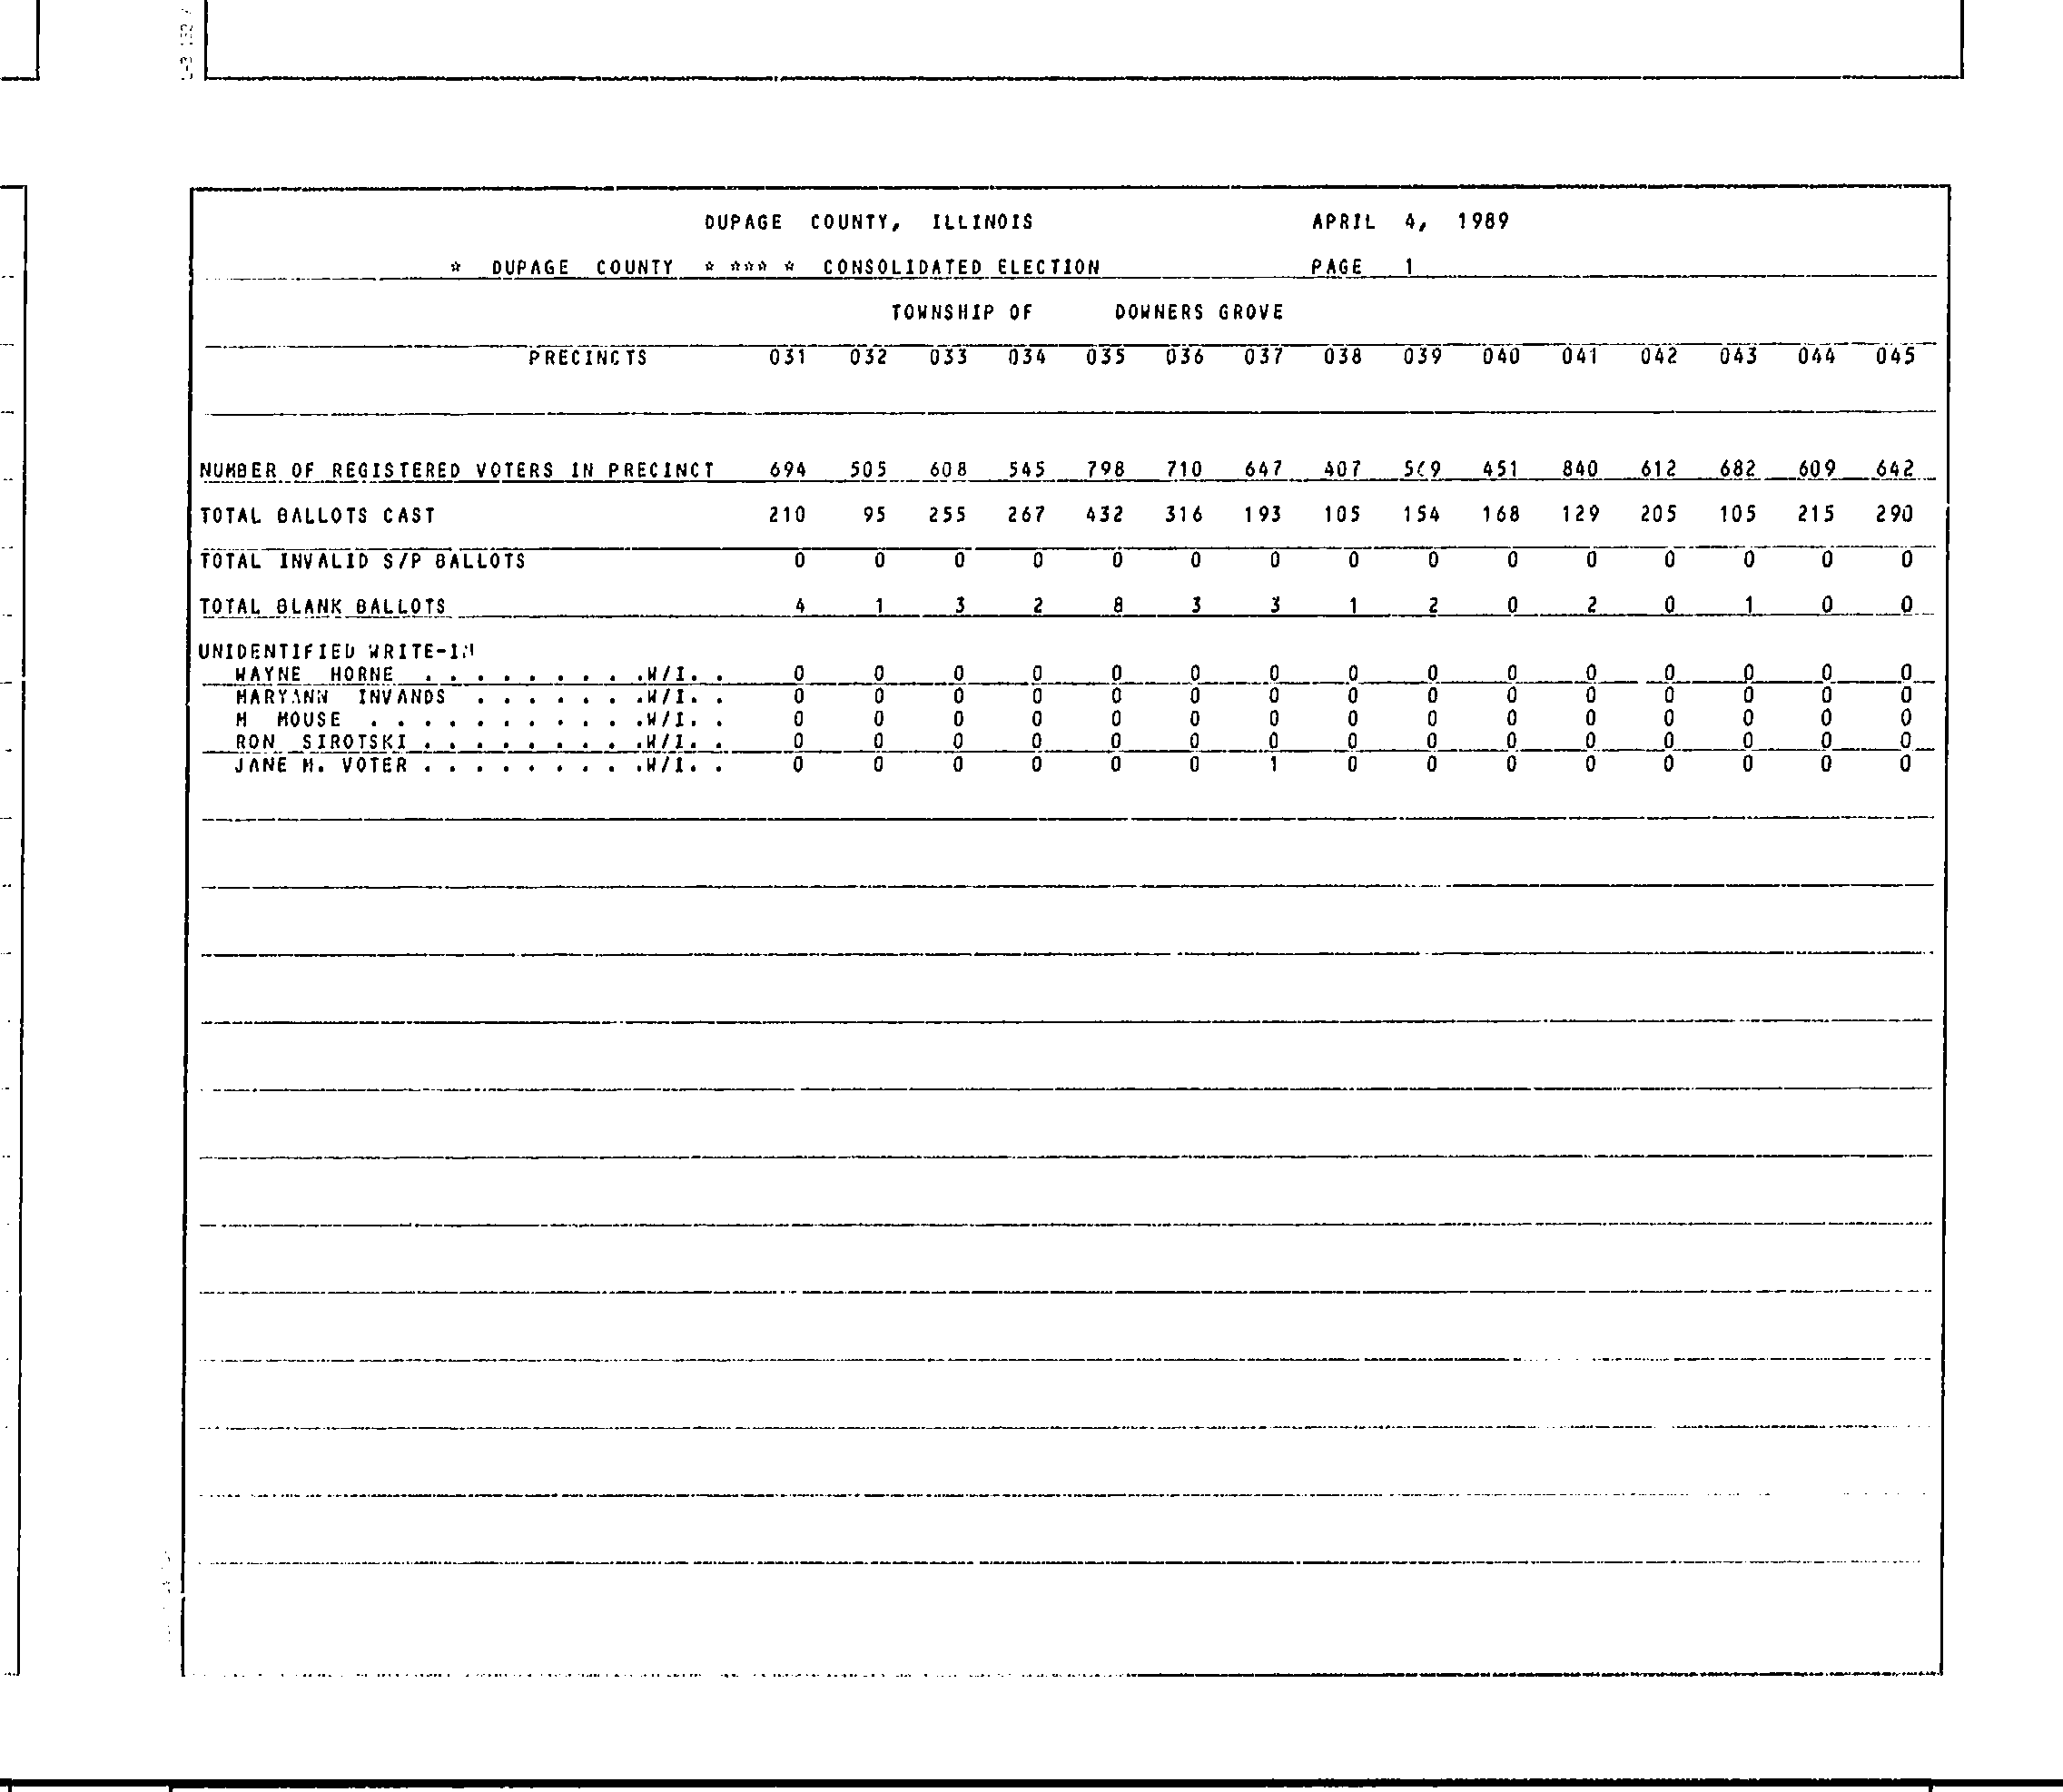 DUPAGE COUNTY, ILLINOIS APRIL 4, 1989
* DUPAGE COUNTY * *** * CONSOLIDATED ELECTION PAGE 1
TOWNSHIP OF DOWNERS GROVE
PRECINCTS 031 032 033 034 035 036 037 038 039 040 041 042 043 044 045
NUMBER OF REGISTERED VOTERS IN PRECINCT 694 505 608 545 798 710 647 407 451 840 612 682 609 642
TOTAL BALLOTS CAST 210 95 255 267 432 316 193 105 154 168 129 205 105 215 290
TOTAL INVALID S/P BALLOTS 0 0 0 0 0 0 0 0 0 0 0 0 0 0 0
TOTAL BLANK BALLOTS 4 1 3 2 8 3 3 1 2 0 2 0 1 0 0
UNIDENTIFIED WRITE-IN
WAYNE HORNE . . . . . . . . .W/I. . 0 0 0 0 0 0 0 0 0 0 0 0 0 0 0
MARYANN INVANDS . . . . . . .W/I. . 0 0 0 0 0 0 0 0 0 0 0 0 0 0 0
M MOUSE . . . . . . . . . . .W/I. . 0 0 0 0 0 0 0 0 0 0 0 0 0 0 0
RON SIROTSKI . . . . . . . . .W/I. . 0 0 0 0 0 0 0 0 0 0 0 0 0 0 0
JANE M. VOTER . . . . . . . . .W/I. . 0 0 0 0 0 0 1 0 0 0 0 0 0 0 0